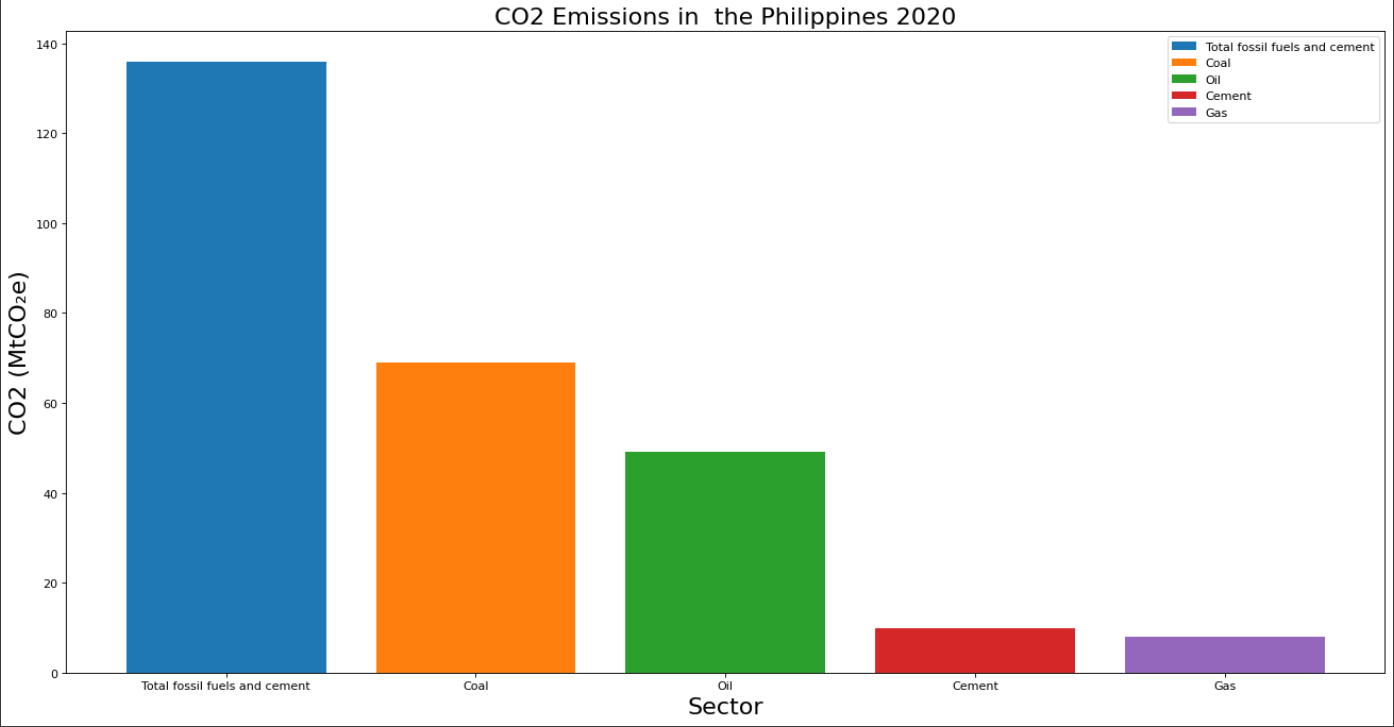 CO2 Emissions in  the Philippines 2020
Total fossil fuels and cement
Coal
Oil
Cement
Gas
CO2 (MtCO₂e)
140
120
100
80
60
40
20
0
Total fossil fuels and cement
Coal
Oil
Cement
Gas
Sector